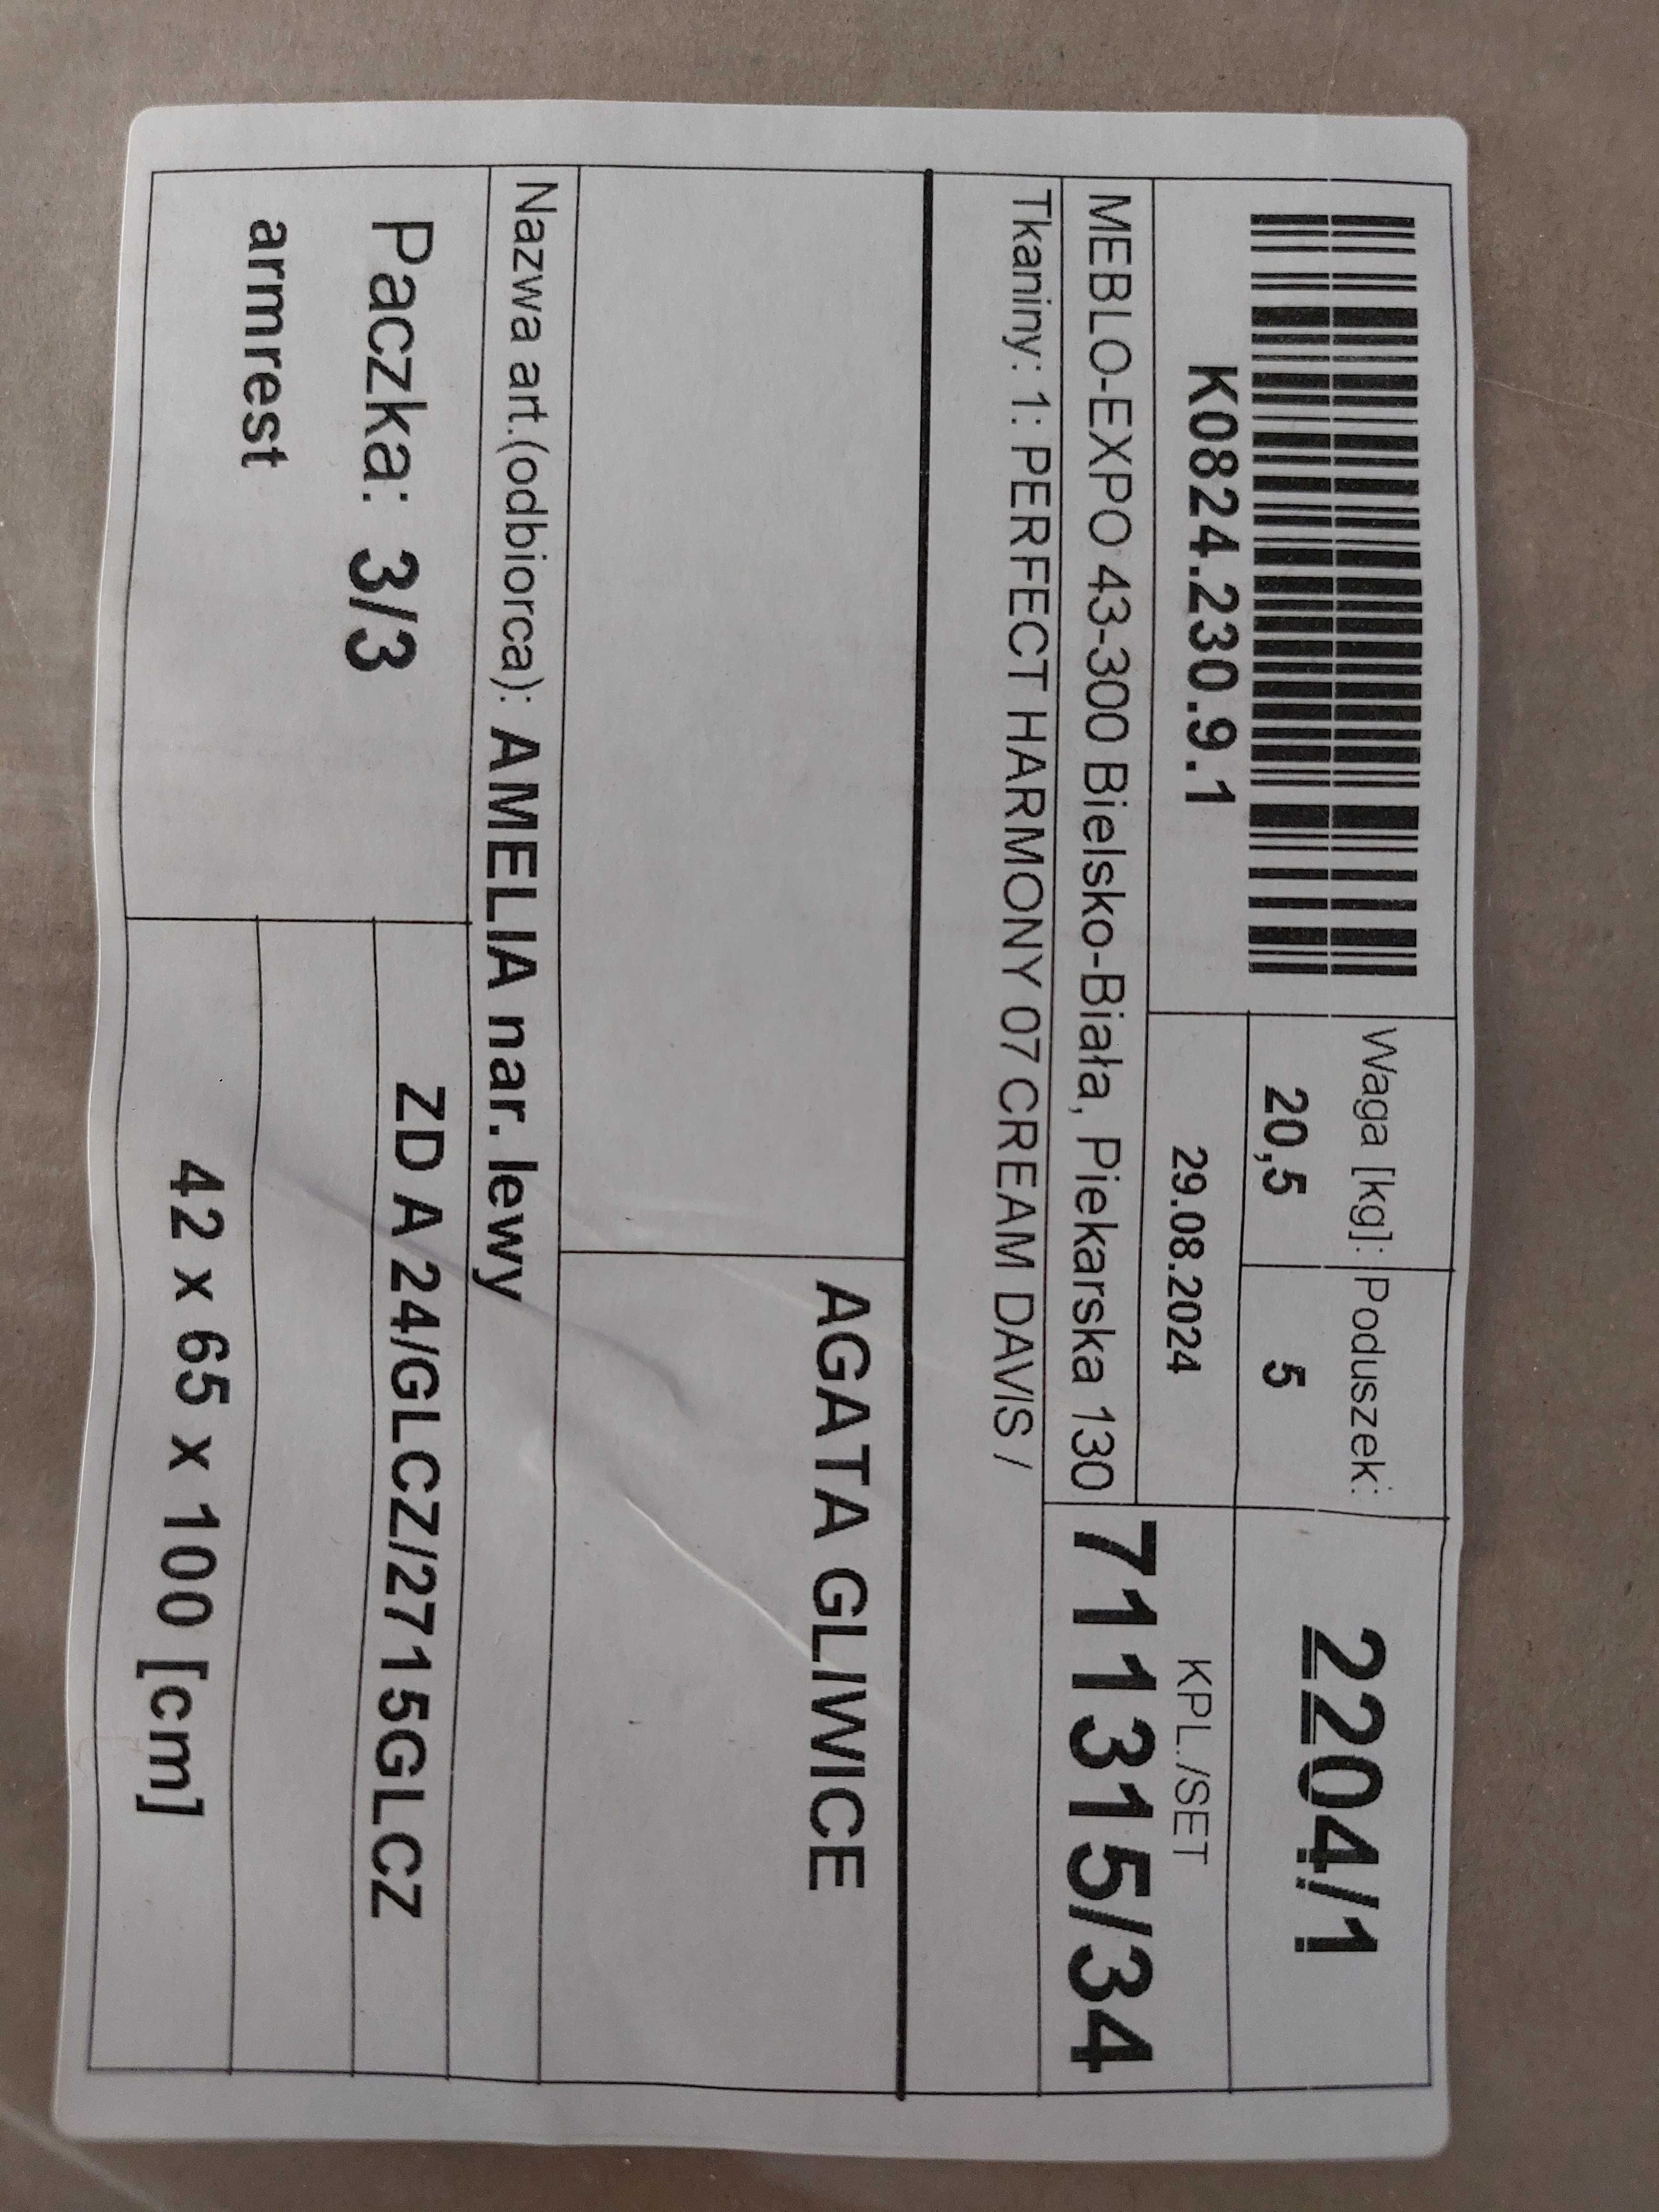 K0824.230.9.1
Waga [kg]:
20,5
Poduszek:
5
29.08.2024
2204/1
KPL./SET
MEBLO-EXPO 43-300 Bielsko-Biała, Piekarska 130
711315/34
Tkaniny: 1: PERFECT HARMONY 07 CREAM DAVIS /
AGATA GLIWICE
Nazwa art.(odbiorca): AMELIA nar. lewy
Paczka: 3/3
armrest
ZD A 24/GLCZ/2715GLCZ
42 x 65 x 100 [cm]